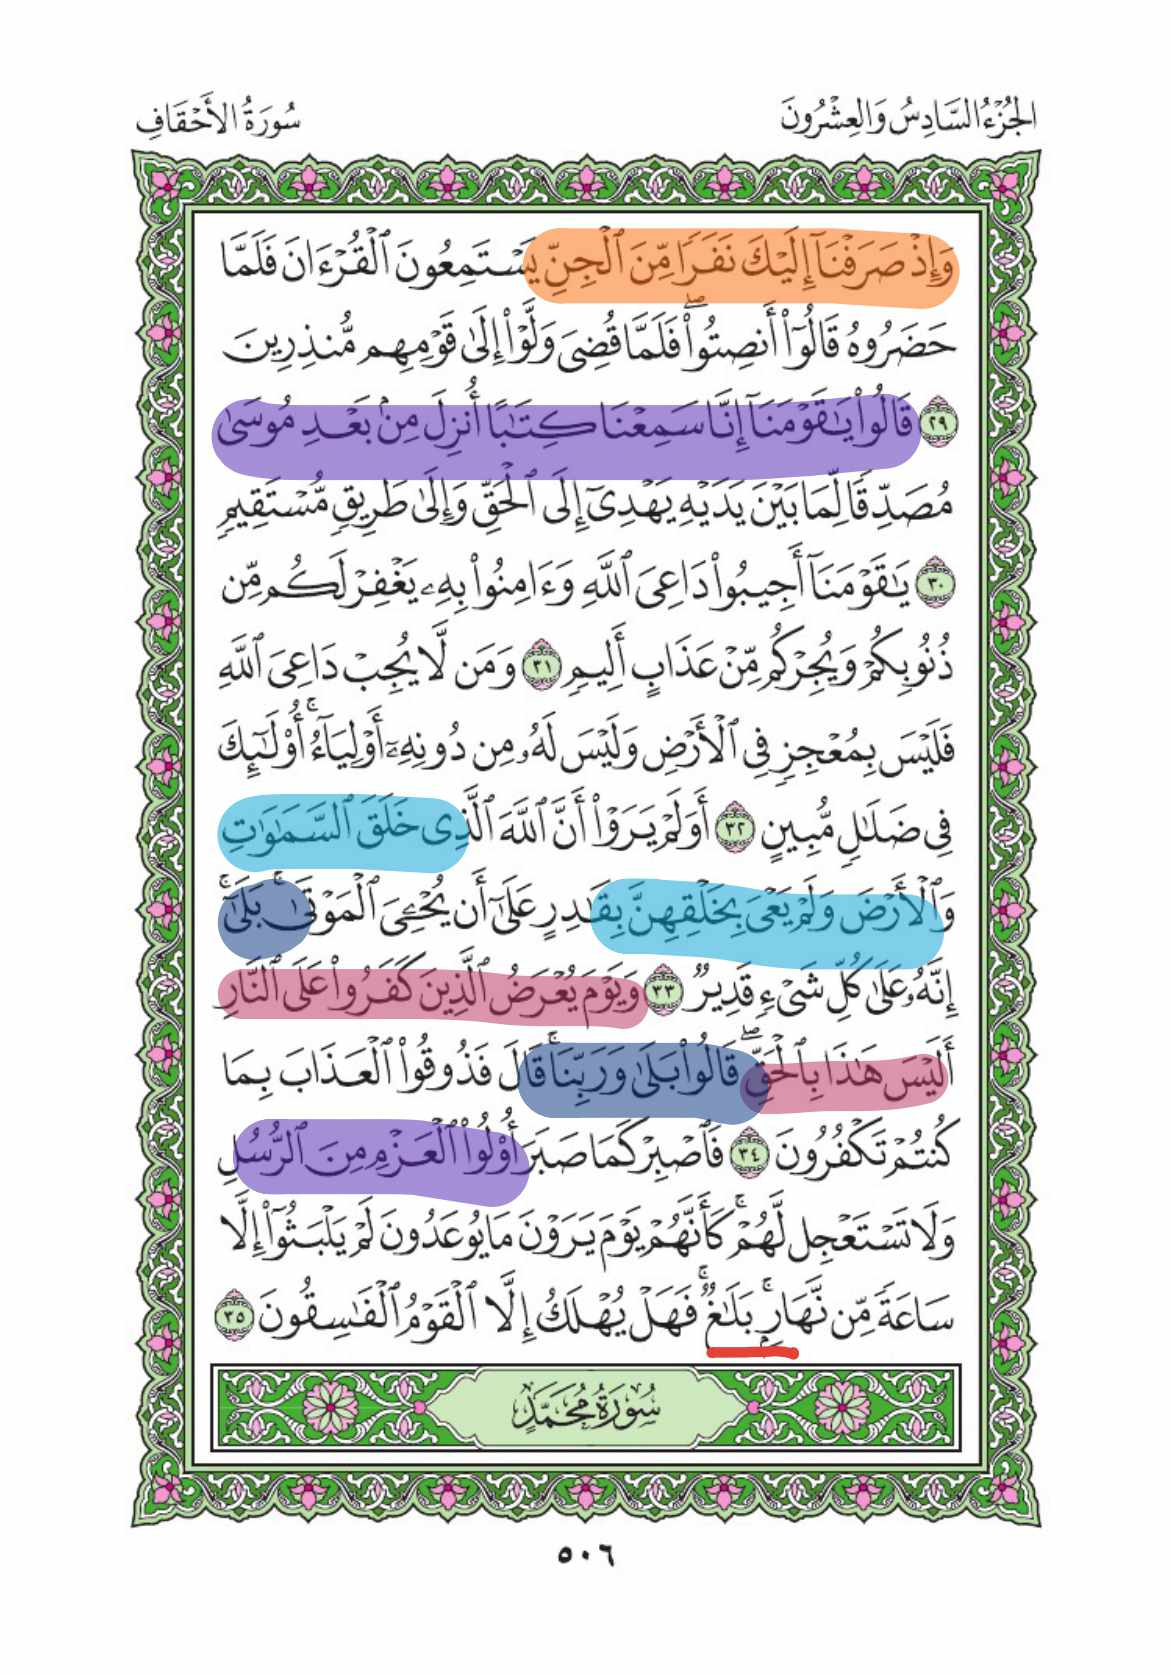 الجُزْءُ السَّادِسُ وَالعِشْرُونَ
سُورَةُ الأَحْقَافِ
وَإِذْ صَرَفْنَآ إِلَيْكَ نَفَرًا مِّنَ ٱلْجِنِّ يَسْتَمِعُونَ ٱلْقُرْءَانَ فَلَمَّا
حَضَرُوهُ قَالُوٓا۟ أَنصِتُوا۟ ۖ فَلَمَّا قُضِىَ وَلَّوْا۟ إِلَىٰ قَوْمِهِم مُّنذِرِينَ
٢٩ قَالُوا۟ يَـٰقَوْمَنَآ إِنَّا سَمِعْنَا كِتَـٰبًا أُنزِلَ مِنۢ بَعْدِ مُوسَىٰ
مُصَدِّقًا لِّمَا بَيْنَ يَدَيْهِ يَهْدِىٓ إِلَى ٱلْحَقِّ وَإِلَىٰ طَرِيقٍ مُّسْتَقِيمٍ
٣٠ يَـٰقَوْمَنَآ أَجِيبُوا۟ دَاعِىَ ٱللَّهِ وَءَامِنُوا۟ بِهِۦ يَغْفِرْ لَكُم مِّن
ذُنُوبِكُمْ وَيُجِرْكُم مِّنْ عَذَابٍ أَلِيمٍ ٣١ وَمَن لَّا يُجِبْ دَاعِىَ ٱللَّهِ
فَلَيْسَ بِمُعْجِزٍ فِى ٱلْأَرْضِ وَلَيْسَ لَهُۥ مِن دُونِهِۦٓ أَوْلِيَآءُ ۚ أُو۟لَـٰٓئِكَ
فِى ضَلَـٰلٍ مُّبِينٍ ٣٢ أَوَلَمْ يَرَوْا۟ أَنَّ ٱللَّهَ ٱلَّذِى خَلَقَ ٱلسَّمَـٰوَٰتِ
وَٱلْأَرْضَ وَلَمْ يَعْىَ بِخَلْقِهِنَّ بِقَـٰدِرٍ عَلَىٰٓ أَن يُحْـِۧىَ ٱلْمَوْتَىٰ ۚ بَلَىٰٓ ۚ
إِنَّهُۥ عَلَىٰ كُلِّ شَىْءٍ قَدِيرٌ ٣٣ وَيَوْمَ يُعْرَضُ ٱلَّذِينَ كَفَرُوا۟ عَلَى ٱلنَّارِ
أَلَيْسَ هَـٰذَا بِٱلْحَقِّ ۖ قَالُوا۟ بَلَىٰ وَرَبِّنَا ۚ قَالَ فَذُوقُوا۟ ٱلْعَذَابَ بِمَا
كُنتُمْ تَكْفُرُونَ ٣٤ فَٱصْبِرْ كَمَا صَبَرَ أُو۟لُوا۟ ٱلْعَزْمِ مِنَ ٱلرُّسُلِ
وَلَا تَسْتَعْجِل لَّهُمْ ۚ كَأَنَّهُمْ يَوْمَ يَرَوْنَ مَا يُوعَدُونَ لَمْ يَلْبَثُوٓا۟ إِلَّا
سَاعَةً مِّن نَّهَارٍۭ ۚ بَلَـٰغٌ ۚ فَهَلْ يُهْلَكُ إِلَّا ٱلْقَوْمُ ٱلْفَـٰسِقُونَ ٣٥
سُورَةُ مُحَمَّدٍ
٥٠٦